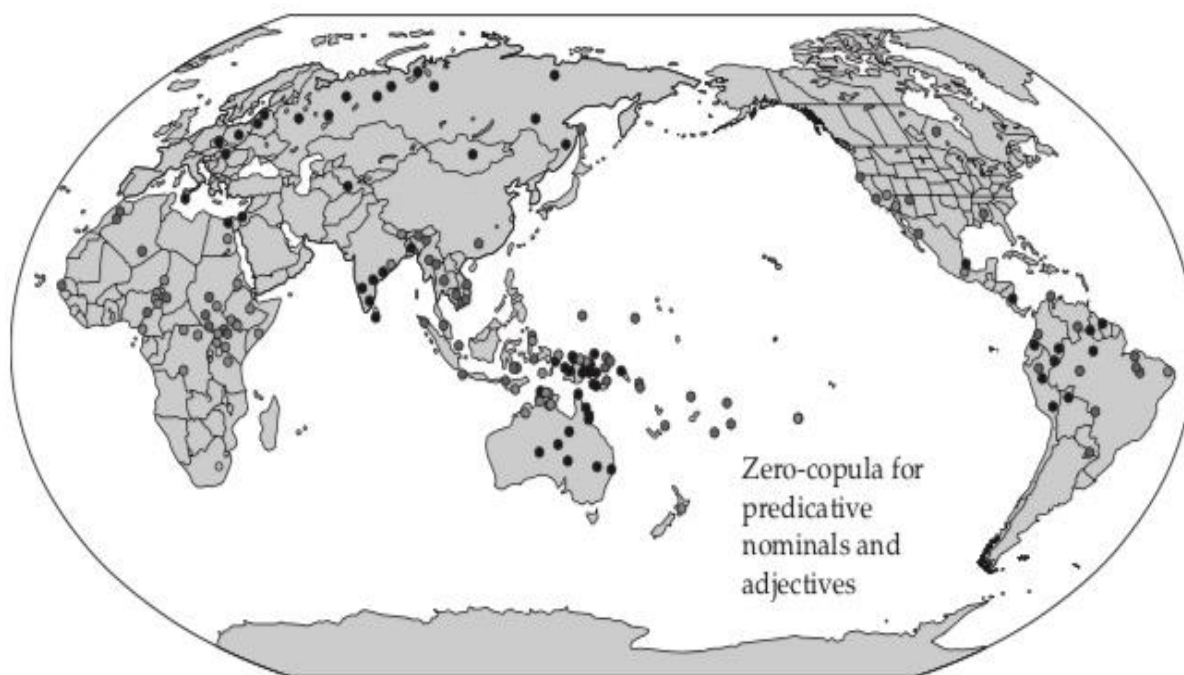 Zero-copula for
predicative
nominals and
adjectives